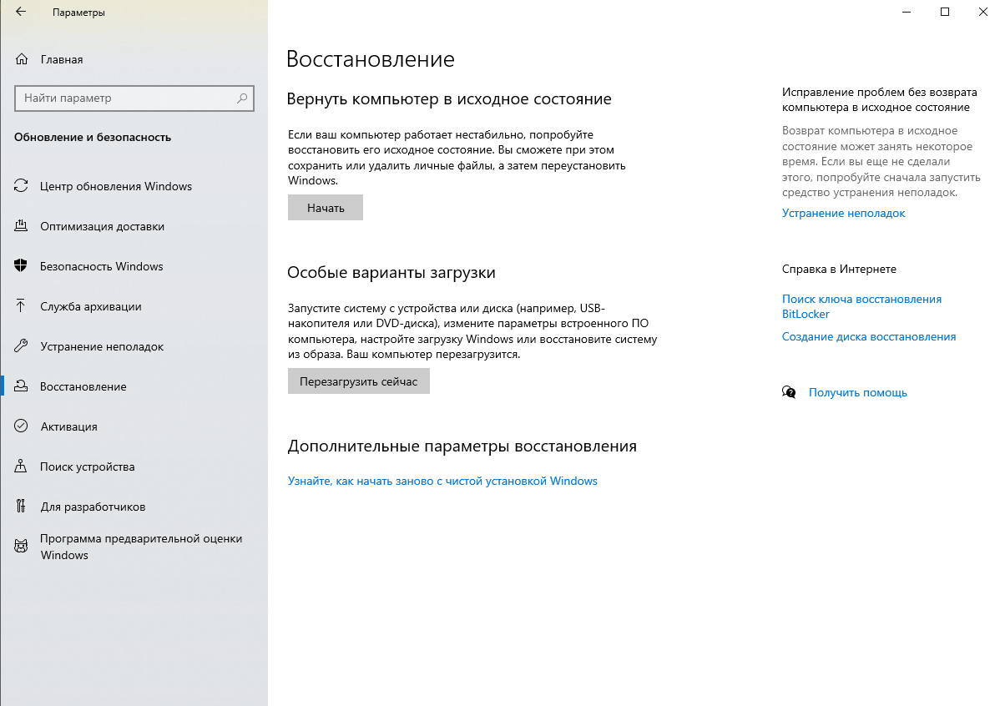 Параметры
Главная
Найти параметр
Обновление и безопасность
Центр обновления Windows
Оптимизация доставки
Безопасность Windows
Служба архивации
Устранение неполадок
Восстановление
Активация
Поиск устройства
Для разработчиков
Программа предварительной оценки
Windows
Восстановление
Вернуть компьютер в исходное состояние
Если ваш компьютер работает нестабильно, попробуйте
восстановить его исходное состояние. Вы сможете при этом
сохранить или удалить личные файлы, а затем переустановить
Windows.
Начать
Особые варианты загрузки
Запустите систему с устройства или диска (например, USB-
накопителя или DVD-диска), измените параметры встроенного ПО
компьютера, настройте загрузку Windows или восстановите систему
из образа. Ваш компьютер перезагрузится.
Перезагрузить сейчас
Дополнительные параметры восстановления
Узнайте, как начать заново с чистой установкой Windows
Исправление проблем без возврата
компьютера в исходное состояние
Возврат компьютера в исходное
состояние может занять некоторое
время. Если вы еще не сделали
этого, попробуйте сначала запустить
средство устранения неполадок.
Устранение неполадок
Справка в Интернете
Поиск ключа восстановления
BitLocker
Создание диска восстановления
Получить помощь